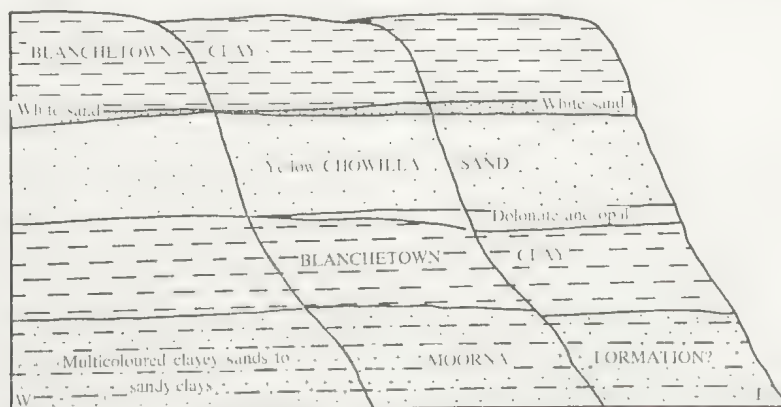 BLANCHETOWN CLAY
White sand White sand
Yellow CHOWILLA SAND
Dolomite and opal
BLANCHETOWN CLAY
Multicoloured clayey sands to MOORNA FORMATION?
sandy clays
W